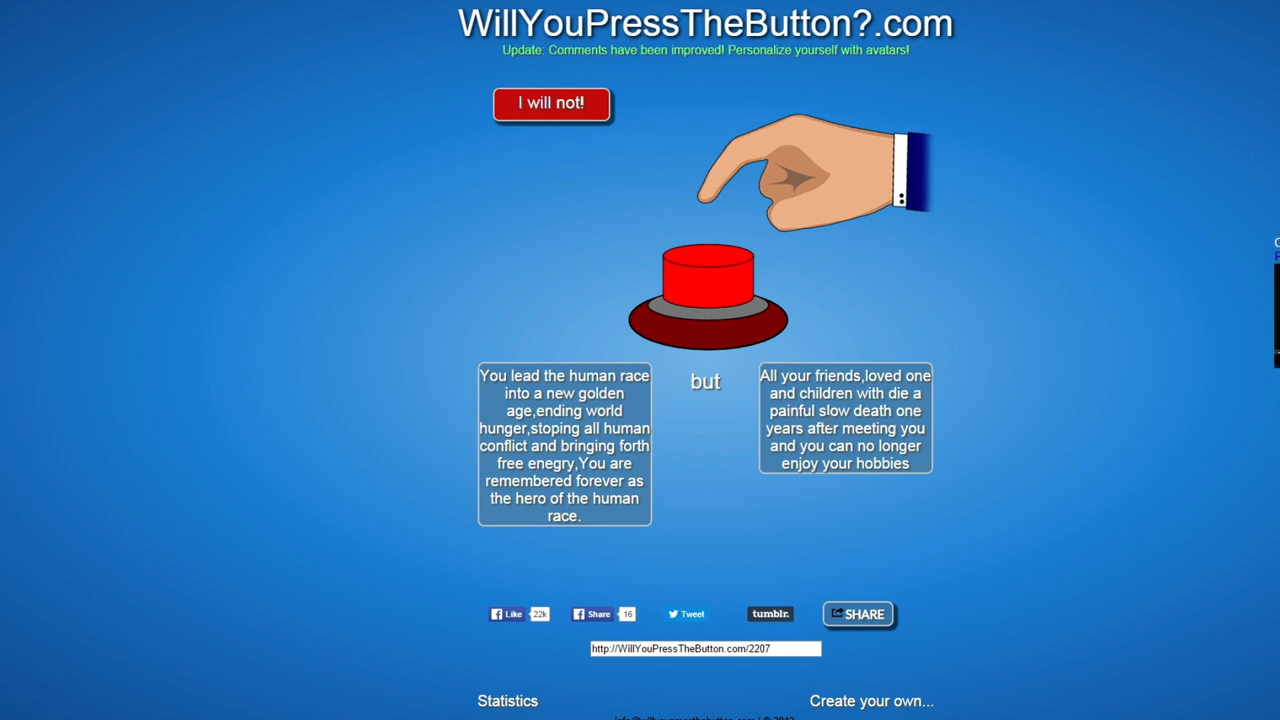 WillYouPressTheButton?.com
Update: Comments have been improved! Personalize yourself with avatars!
I will not!
You lead the human race
into a new golden
age,ending world
hunger,stoping all human
conflict and bringing forth
free enegry,You are
remembered forever as
the hero of the human
race.
but
All your friends,loved one
and children with die a
painful slow death one
years after meeting you
and you can no longer
enjoy your hobbies
Like 22k
Share 16
Tweet
tumblr.
SHARE
http://WillYouPressTheButton.com/2207
Statistics
Create your own...